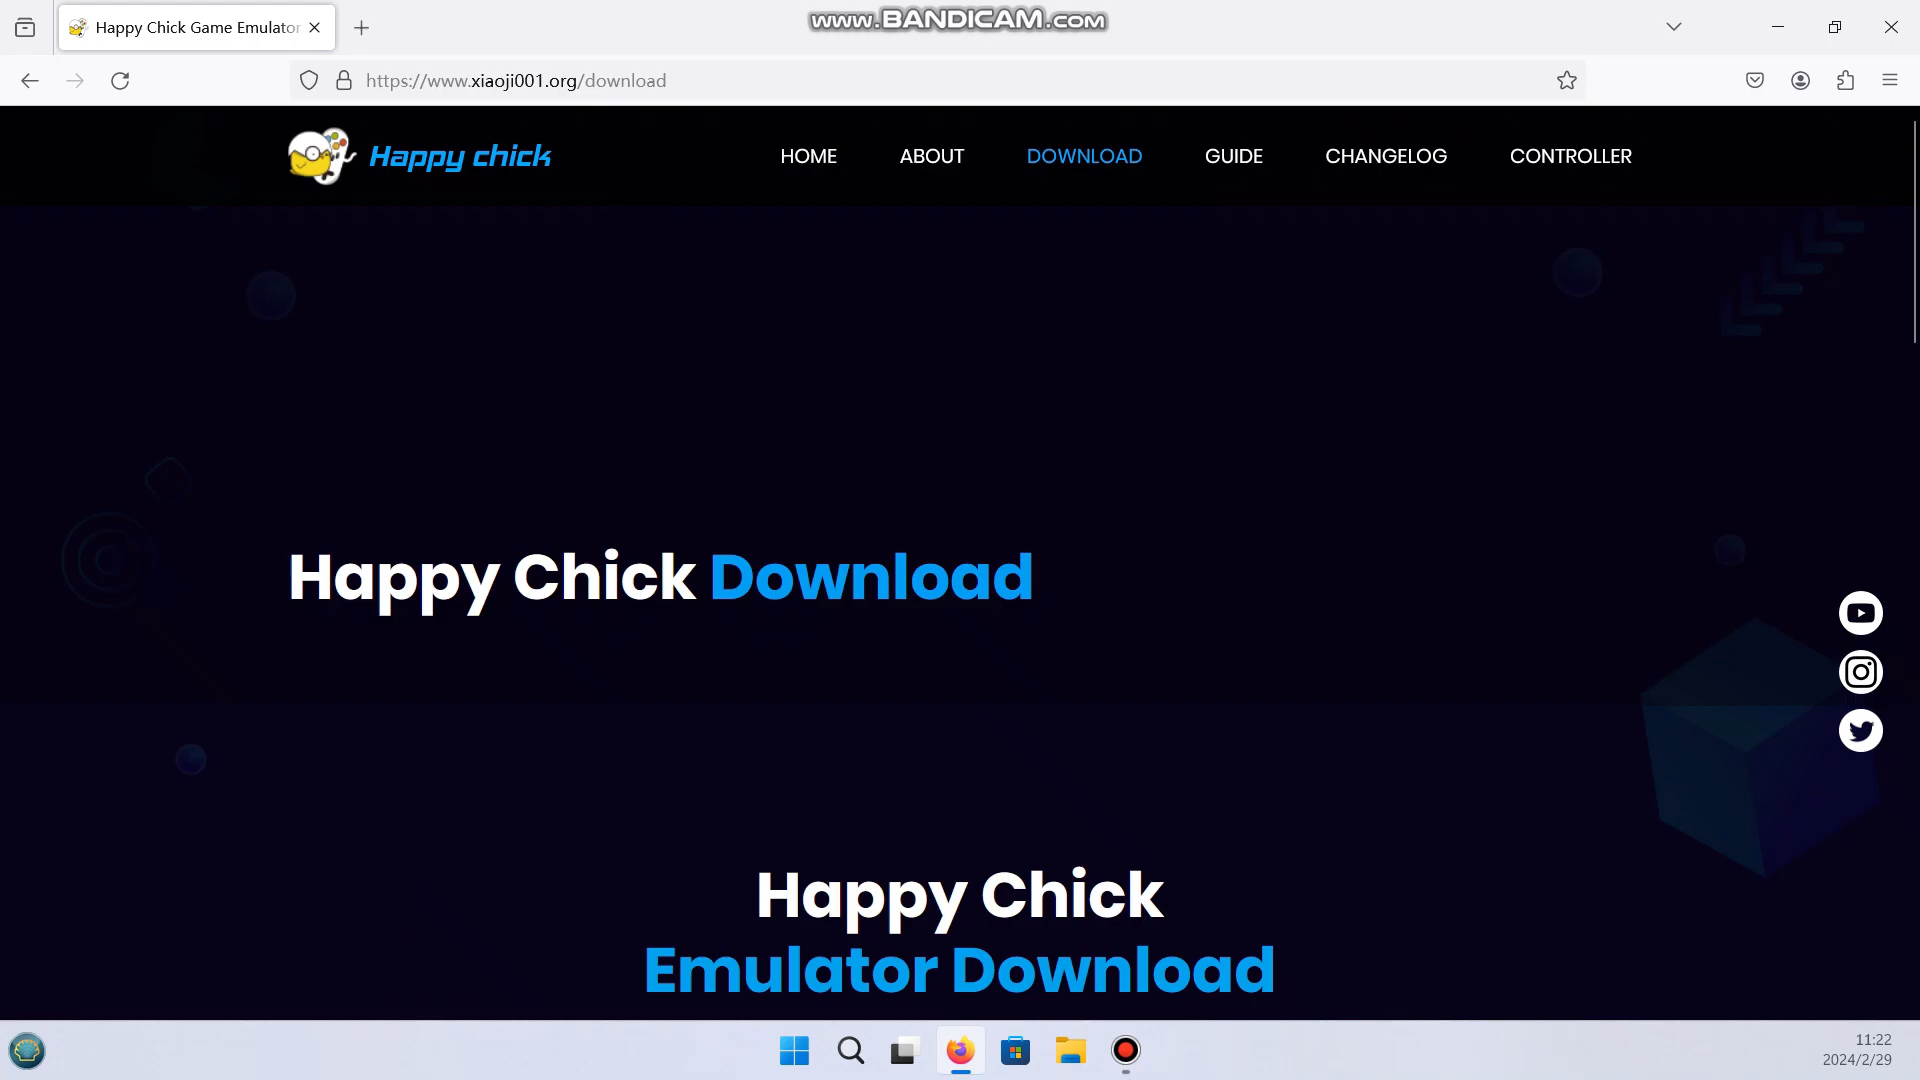 Happy Chick Game Emulator
www.BANDICAM.com
https://www.xiaoji001.org/download
Happy chick
HOME
ABOUT
DOWNLOAD
GUIDE
CHANGELOG
CONTROLLER
Happy Chick Download
Happy Chick
Emulator Download
11:22
2024/2/29